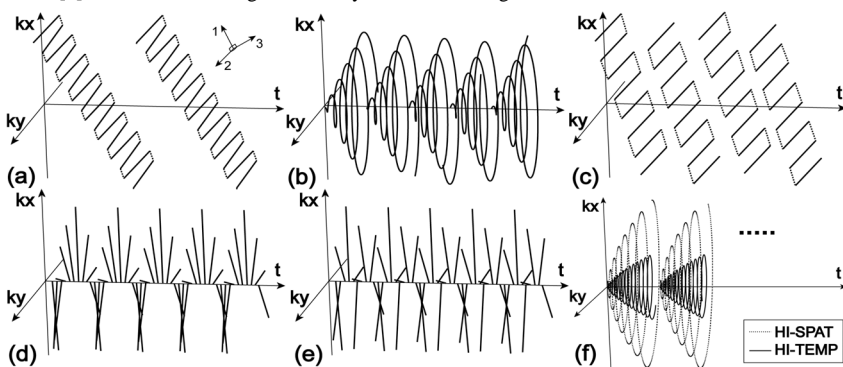 kx kx kx
1 3
2
t t t
ky ky ky
(a) (b) (c)
kx kx kx
t t t
ky ky ky
HI-SPAT
HI-TEMP
(d) (e) (f)